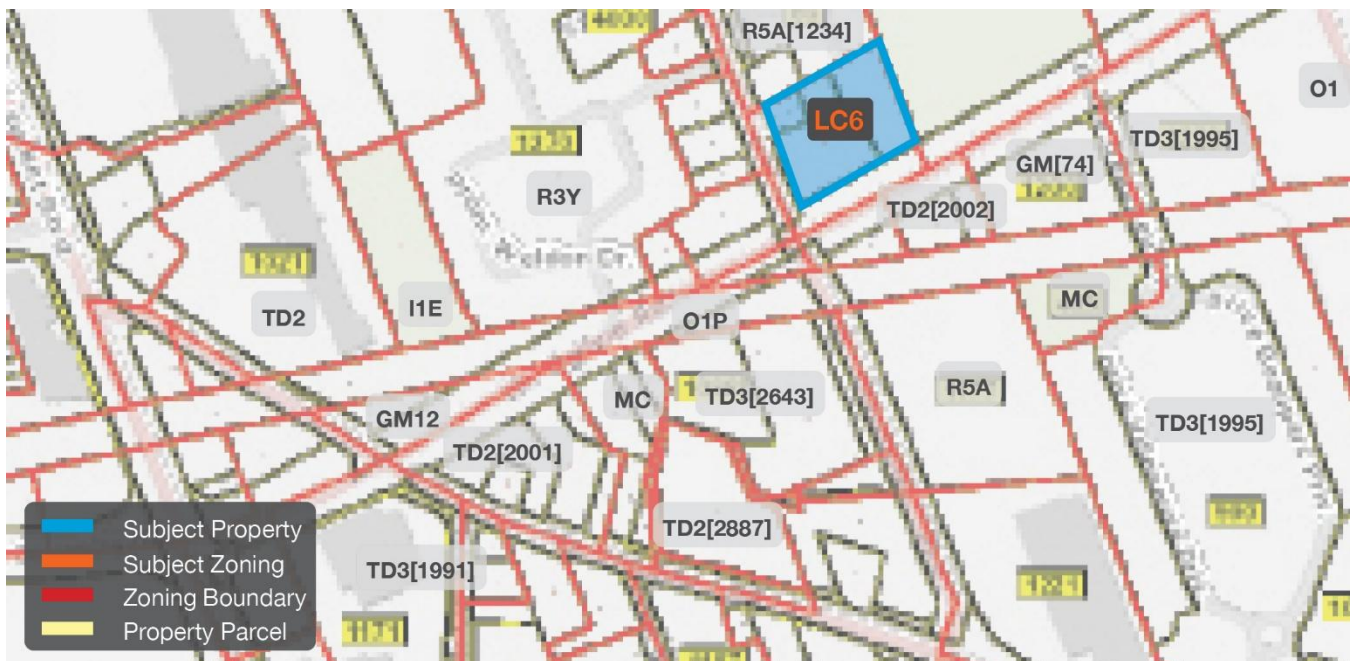 R5A[1234]
O1
LC6
TD3[1995]
GM[74]
R3Y
TD2[2002]
MC
I1E
TD2
O1P
R5A
MC
TD3[2643]
GM12
TD3[1995]
TD2[2001]
TD2[2887]
TD3[1991]
Subject Property
Subject Zoning
Zoning Boundary
Property Parcel